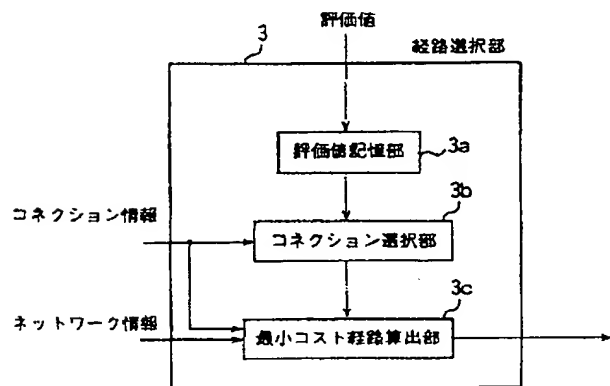 評価値
3
経路選択部
評価値記憶部
3a
コネクション情報
3b
コネクション選択部
3c
ネットワーク情報
最小コスト経路算出部